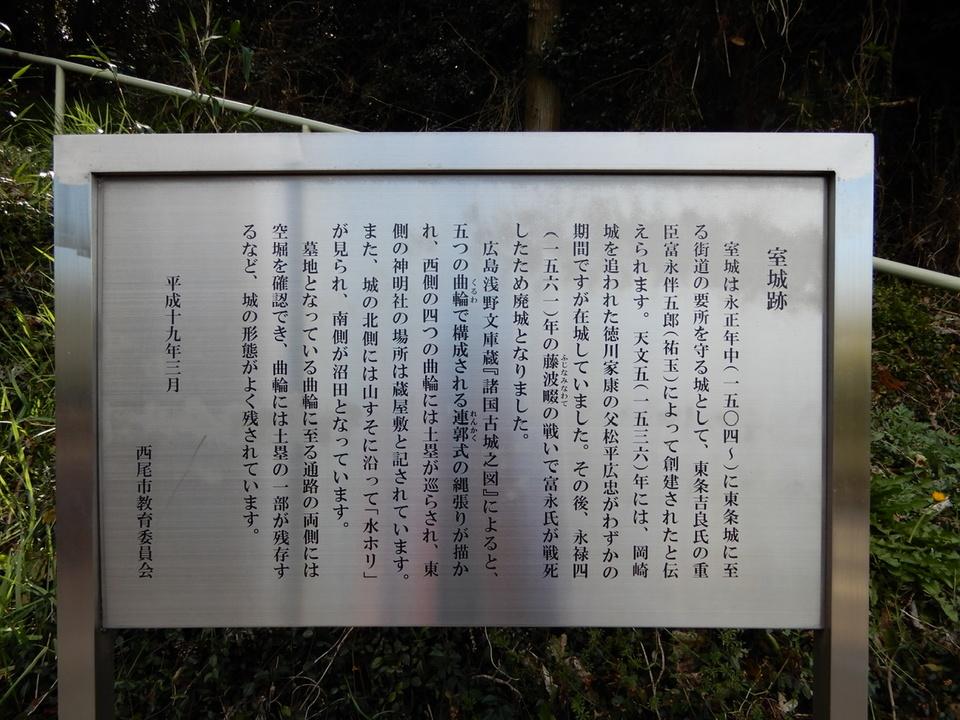 室城跡
　室城は永正年中（一五〇四～）に東条城に至
る街道の要所を守る城として、東条吉良氏の重
臣富永伴五郎（祐玉）によって創建されたと伝
えられます。天文五（一五三六）年には、岡崎
城を追われた徳川家康の父松平広忠がわずかの
期間ですが在城していました。その後、永禄四
（一五六一）年の藤波畷の戦いで富永氏が戦死
ふじなみなわて
したため廃城となりました。
　広島浅野文庫蔵『諸国古城之図』によると、
五つの曲輪で構成される連郭式の縄張りが描か
くるわ
れんかく
れ、西側の四つの曲輪には土塁が巡らされ、東
側の神明社の場所は蔵屋敷と記されています。
また、城の北側には山すそに沿って「水ホリ」
が見られ、南側が沼田となっています。
　墓地となっている曲輪に至る通路の両側には
空堀を確認でき、曲輪には土塁の一部が残存す
るなど、城の形態がよく残されています。
平成十九年三月
西尾市教育委員会